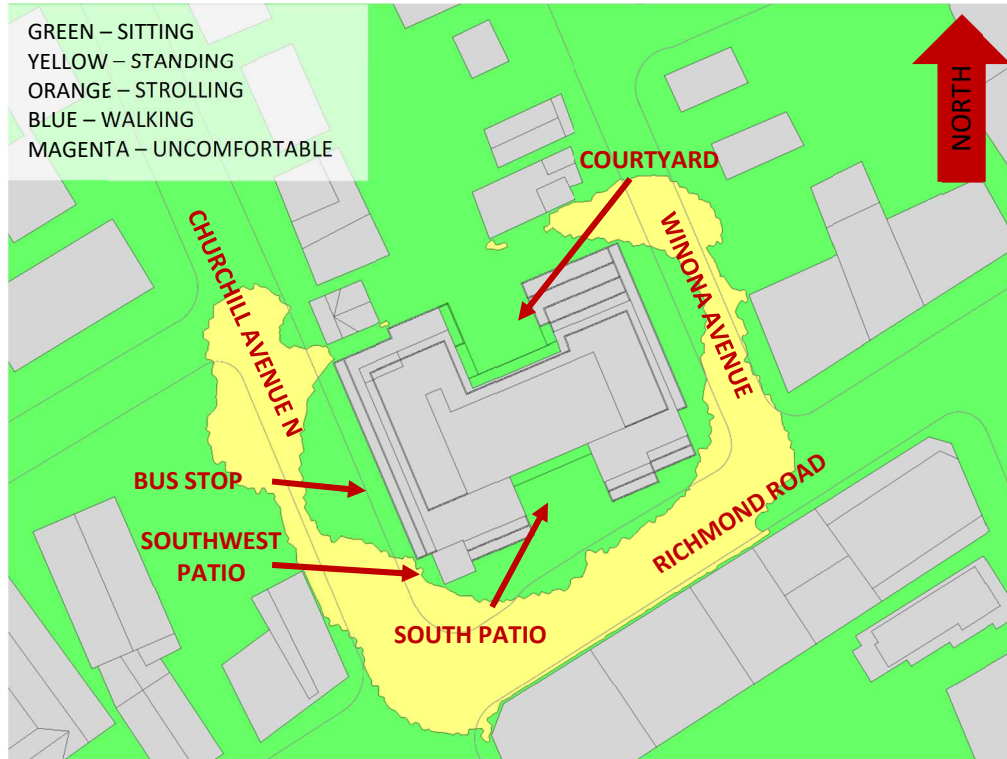 GREEN – SITTING
YELLOW – STANDING
ORANGE – STROLLING
BLUE – WALKING
MAGENTA – UNCOMFORTABLE
NORTH
COURTYARD
CHURCHILL AVENUE N
WINONA AVENUE
BUS STOP
SOUTHWEST
PATIO
RICHMOND ROAD
SOUTH PATIO